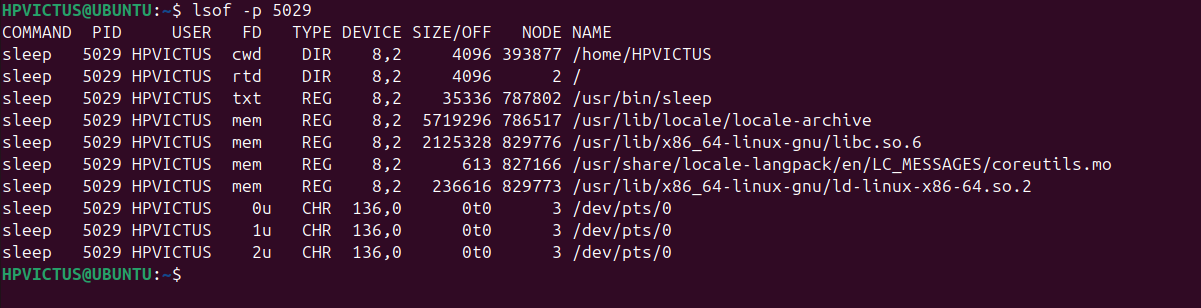 HPVICTUS@UBUNTU:~$ lsof -p 5029
COMMAND  PID     USER   FD   TYPE DEVICE SIZE/OFF   NODE NAME
sleep   5029 HPVICTUS  cwd    DIR    8,2     4096 393877 /home/HPVICTUS
sleep   5029 HPVICTUS  rtd    DIR    8,2     4096      2 /
sleep   5029 HPVICTUS  txt    REG    8,2    35336 787802 /usr/bin/sleep
sleep   5029 HPVICTUS  mem    REG    8,2  5719296 786517 /usr/lib/locale/locale-archive
sleep   5029 HPVICTUS  mem    REG    8,2  2125328 829776 /usr/lib/x86_64-linux-gnu/libc.so.6
sleep   5029 HPVICTUS  mem    REG    8,2      613 827166 /usr/share/locale-langpack/en/LC_MESSAGES/coreutils.mo
sleep   5029 HPVICTUS  mem    REG    8,2   236616 829773 /usr/lib/x86_64-linux-gnu/ld-linux-x86-64.so.2
sleep   5029 HPVICTUS   0u   CHR  136,0      0t0      3 /dev/pts/0
sleep   5029 HPVICTUS   1u   CHR  136,0      0t0      3 /dev/pts/0
sleep   5029 HPVICTUS   2u   CHR  136,0      0t0      3 /dev/pts/0
HPVICTUS@UBUNTU:~$